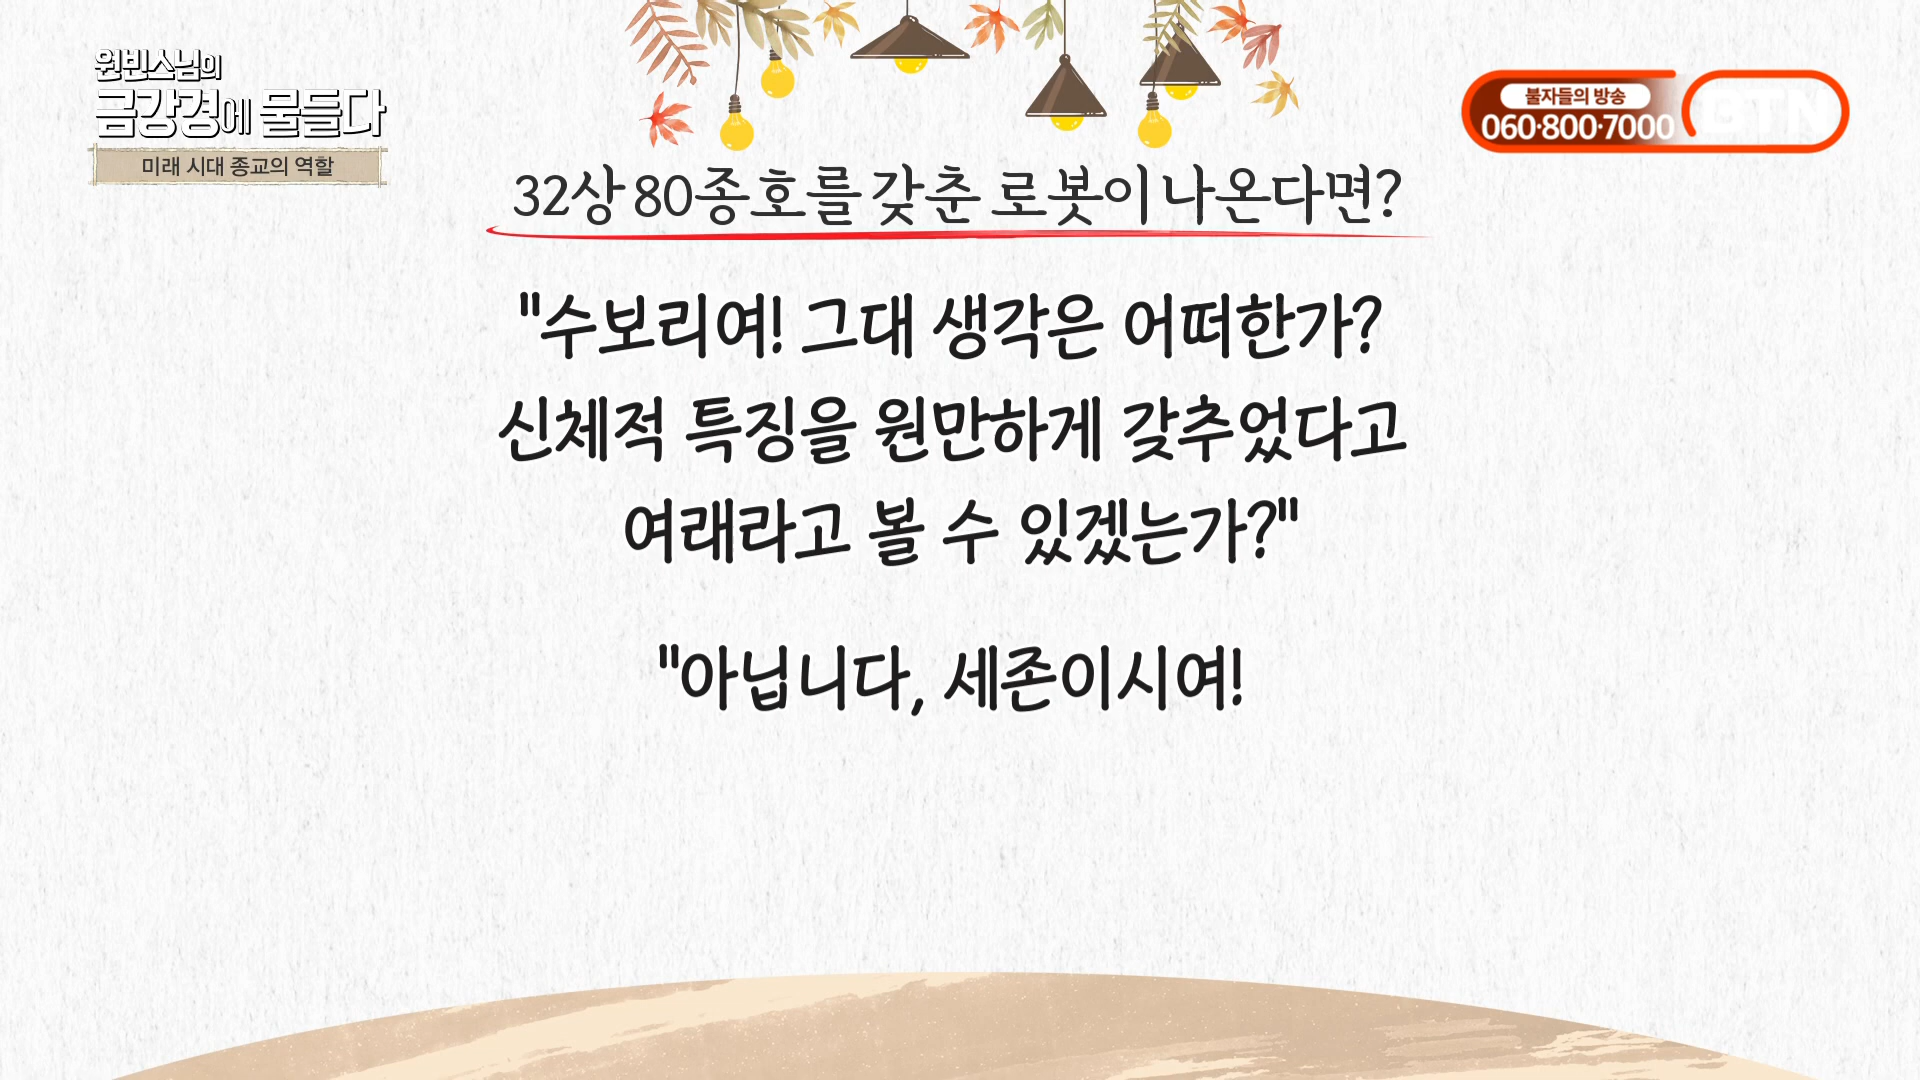 원빈스님의
금강경에 물들다
미래 시대 종교의 역할
불자들의 방송
060·800·7000
BTN
32상 80종호를 갖춘 로봇이 나온다면?
"수보리여! 그대 생각은 어떠한가?
신체적 특징을 원만하게 갖추었다고
여래라고 볼 수 있겠는가?"
"아닙니다, 세존이시여!